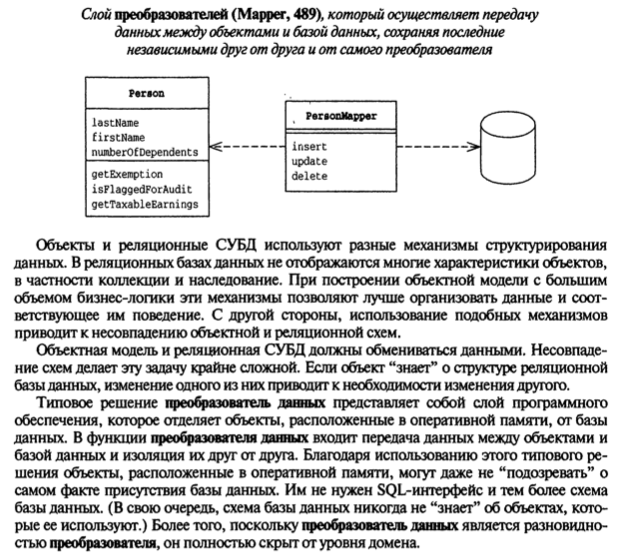 Слой преобразователей (Mapper, 489), который осуществляет передачу
данных между объектами и базой данных, сохраняя последние
независимыми друг от друга и от самого преобразователя
Person
lastName
firstName
numberOfDependents
getExemption
isFlaggedForAudit
getTaxableEarnings
PersonMapper
insert
update
delete
Объекты и реляционные СУБД используют разные механизмы структурирования
данных. В реляционных базах данных не отображаются многие характеристики объектов,
в частности коллекции и наследование. При построении объектной модели с большим
объемом бизнес-логики эти механизмы позволяют лучше организовать данные и соот-
ветствующее им поведение. С другой стороны, использование подобных механизмов
приводит к несовпадению объектной и реляционной схем.
Объектная модель и реляционная СУБД должны обмениваться данными. Несовпаде-
ние схем делает эту задачу крайне сложной. Если объект “знает” о структуре реляционной
базы данных, изменение одного из них приводит к необходимости изменения другого.
Типовое решение преобразователь данных представляет собой слой программного
обеспечения, которое отделяет объекты, расположенные в оперативной памяти, от базы
данных. В функции преобразователя данных входит передача данных между объектами и
базой данных и изоляция их друг от друга. Благодаря использованию этого типового ре-
шения объекты, расположенные в оперативной памяти, могут даже не “подозревать” о
самом факте присутствия базы данных. Им не нужен SQL-интерфейс и тем более схема
базы данных. (В свою очередь, схема базы данных никогда не “знает” об объектах, кото-
рые ее используют.) Более того, поскольку преобразователь данных является разновидно-
стью преобразователя, он полностью скрыт от уровня домена.